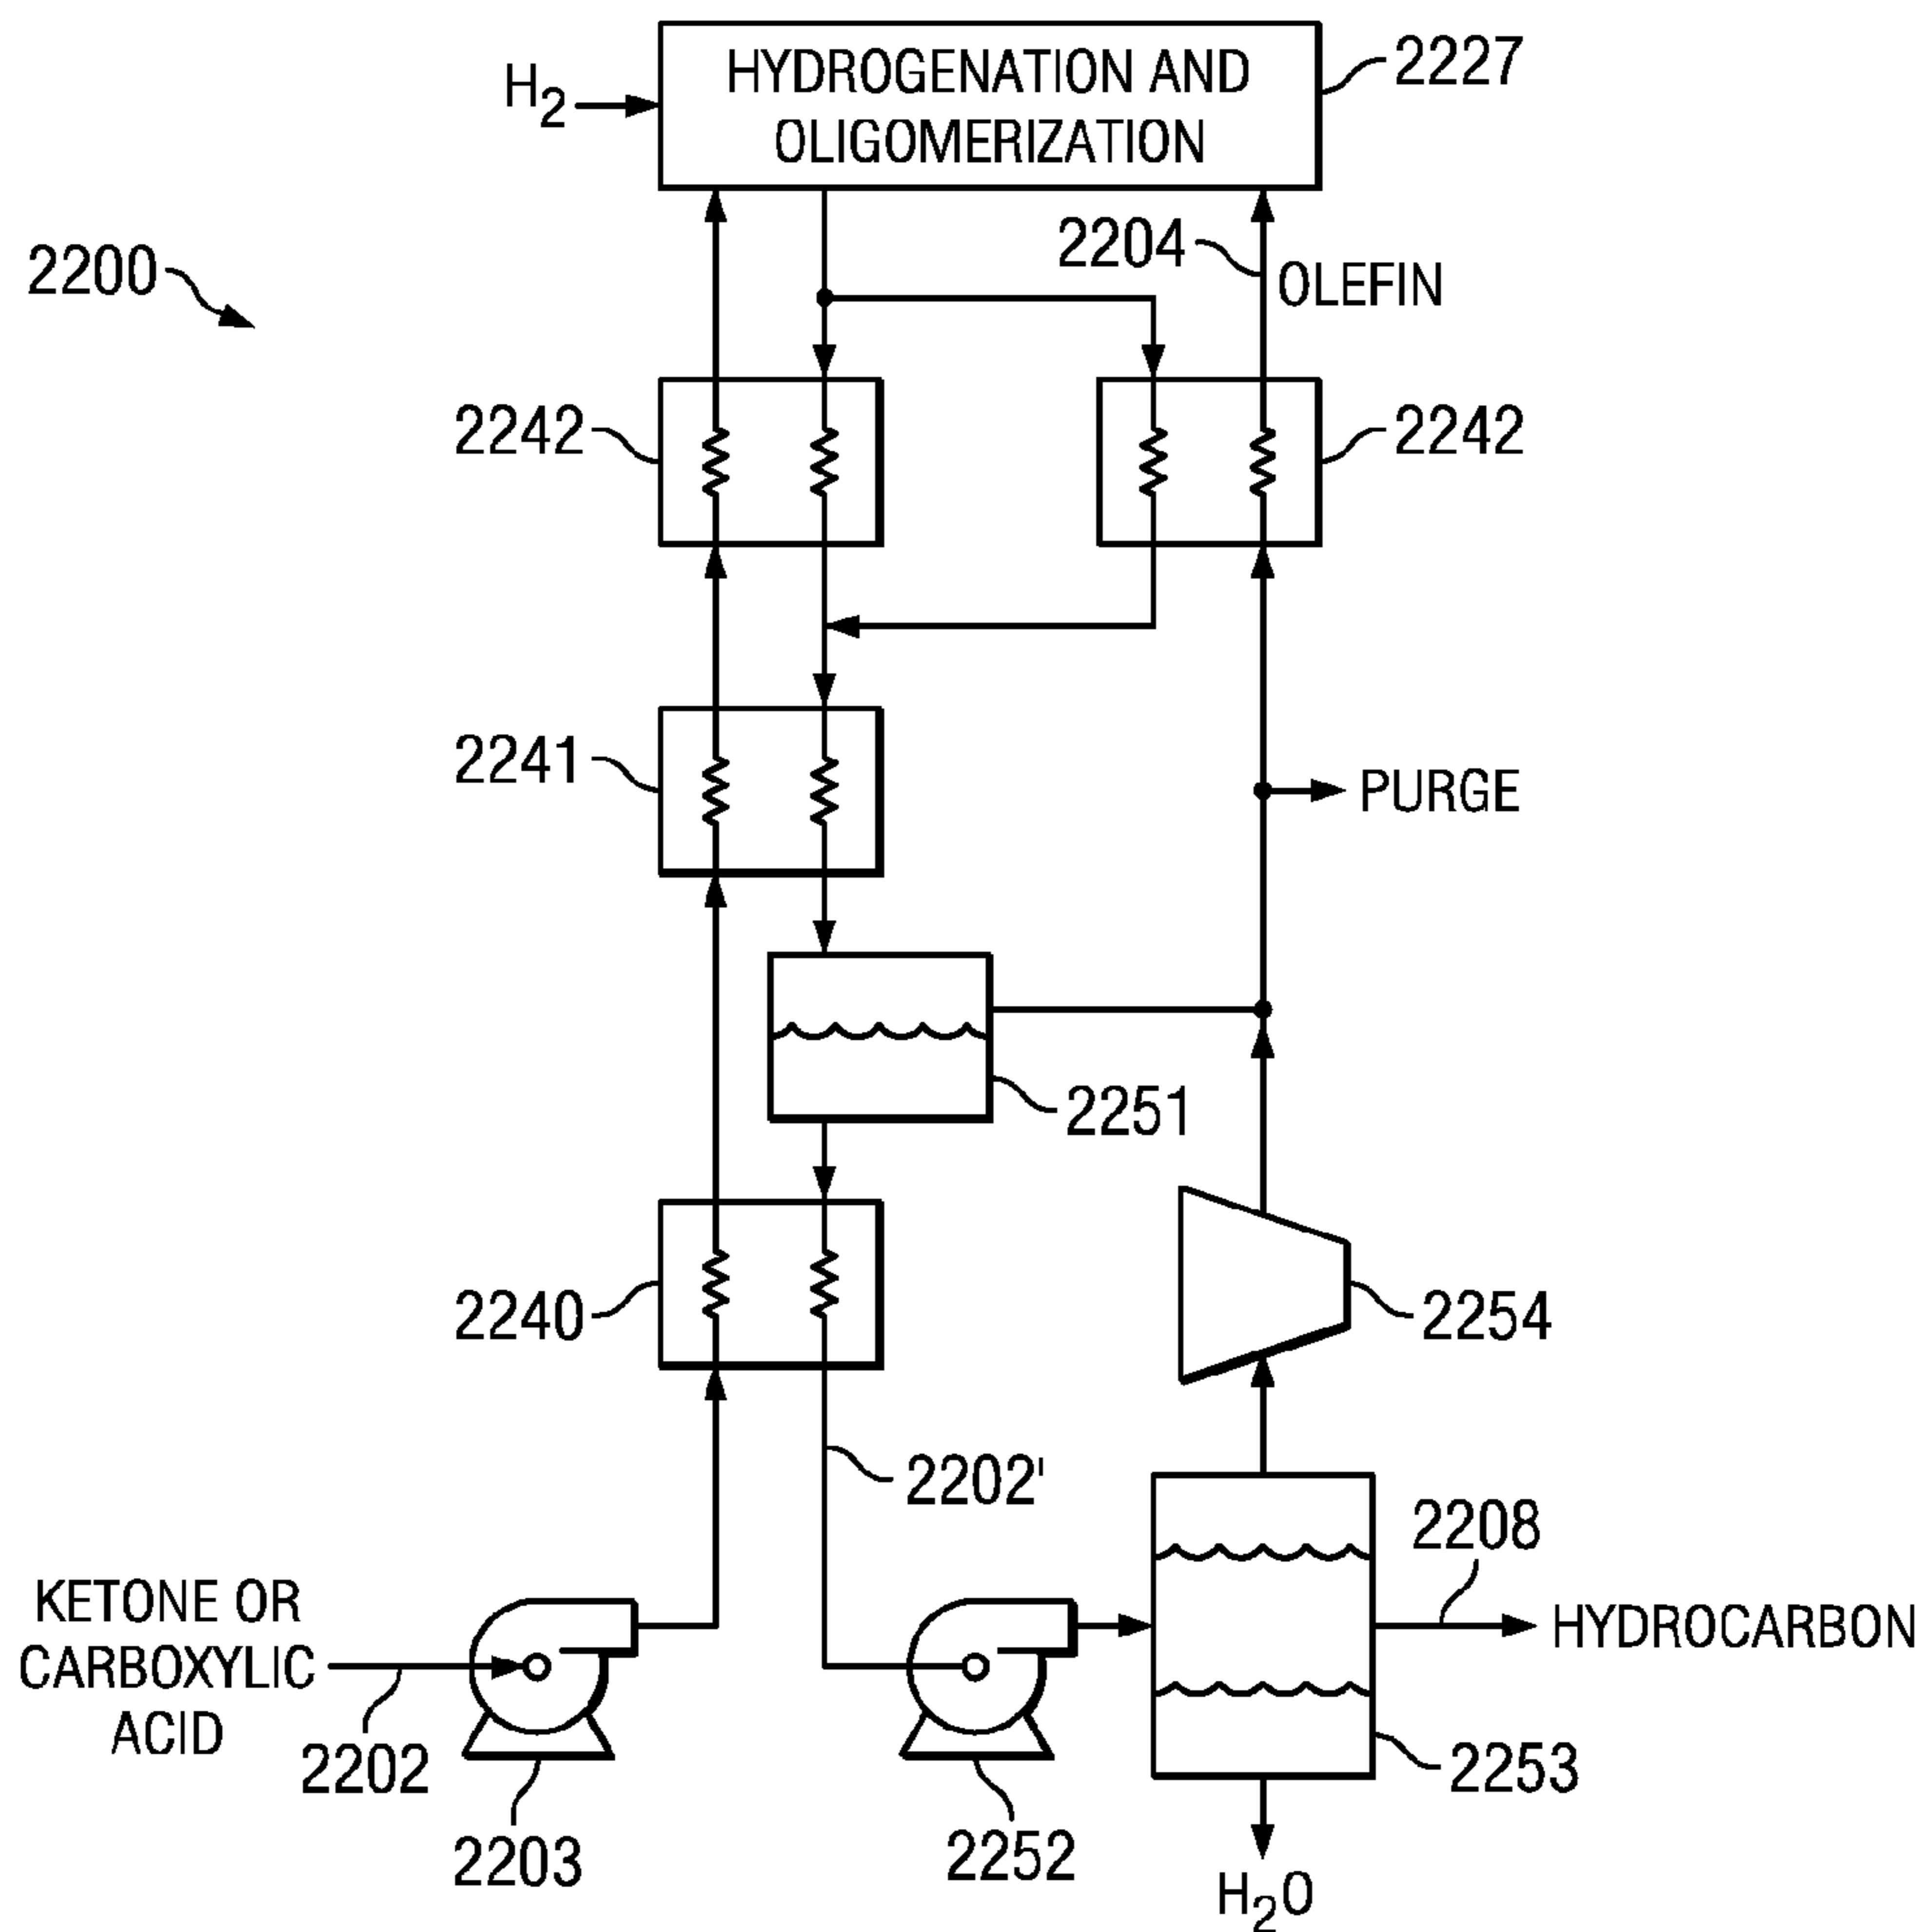 HYDROGENATION AND
OLIGOMERIZATION
2227
H2
2200
2204
OLEFIN
2242
2242
2241
PURGE
2251
2240
2254
2202'
2208
KETONE OR
CARBOXYLIC
ACID
HYDROCARBON
2202
2253
2203
2252
H2O